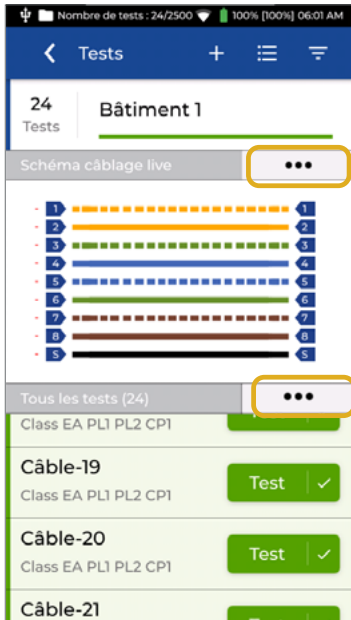 Nombre de tests : 24/2500 100% [100%] 06:01 AM
Tests
24
Tests
Bâtiment 1
Schéma câblage live
- 1 1
- 2 2
- 3 3
- 4 4
- 5 5
- 6 6
- 7 7
- 8 8
- S S
Tous les tests (24)
Class EA PL1 PL2 CP1
Câble-19
Class EA PL1 PL2 CP1
Test
Câble-20
Class EA PL1 PL2 CP1
Test
Câble-21